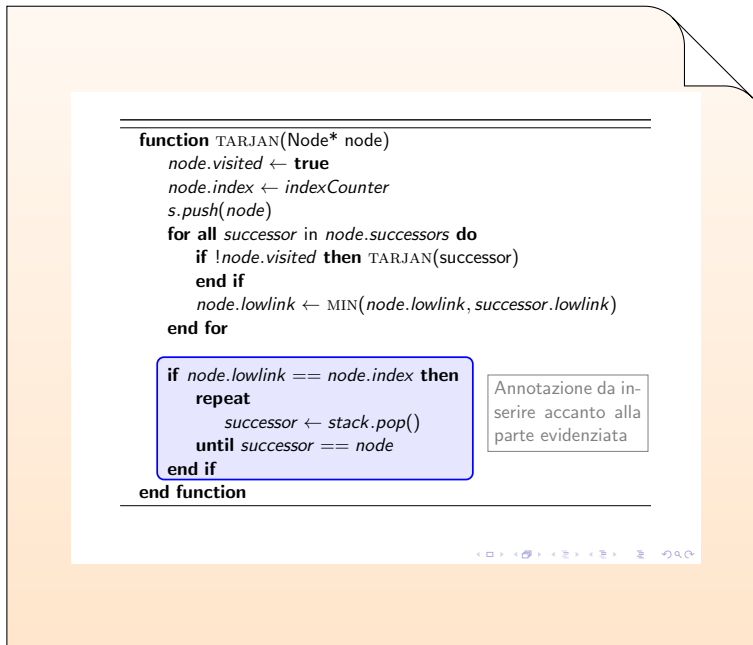 function TARJAN(Node* node)
node.visited ← true
node.index ← indexCounter
s.push(node)
for all successor in node.successors do
if !node.visited then TARJAN(successor)
end if
node.lowlink ← MIN(node.lowlink, successor.lowlink)
end for
if node.lowlink == node.index then
repeat
successor ← stack.pop()
until successor == node
end if
end function
Annotazione da in-
serire accanto alla
parte evidenziata